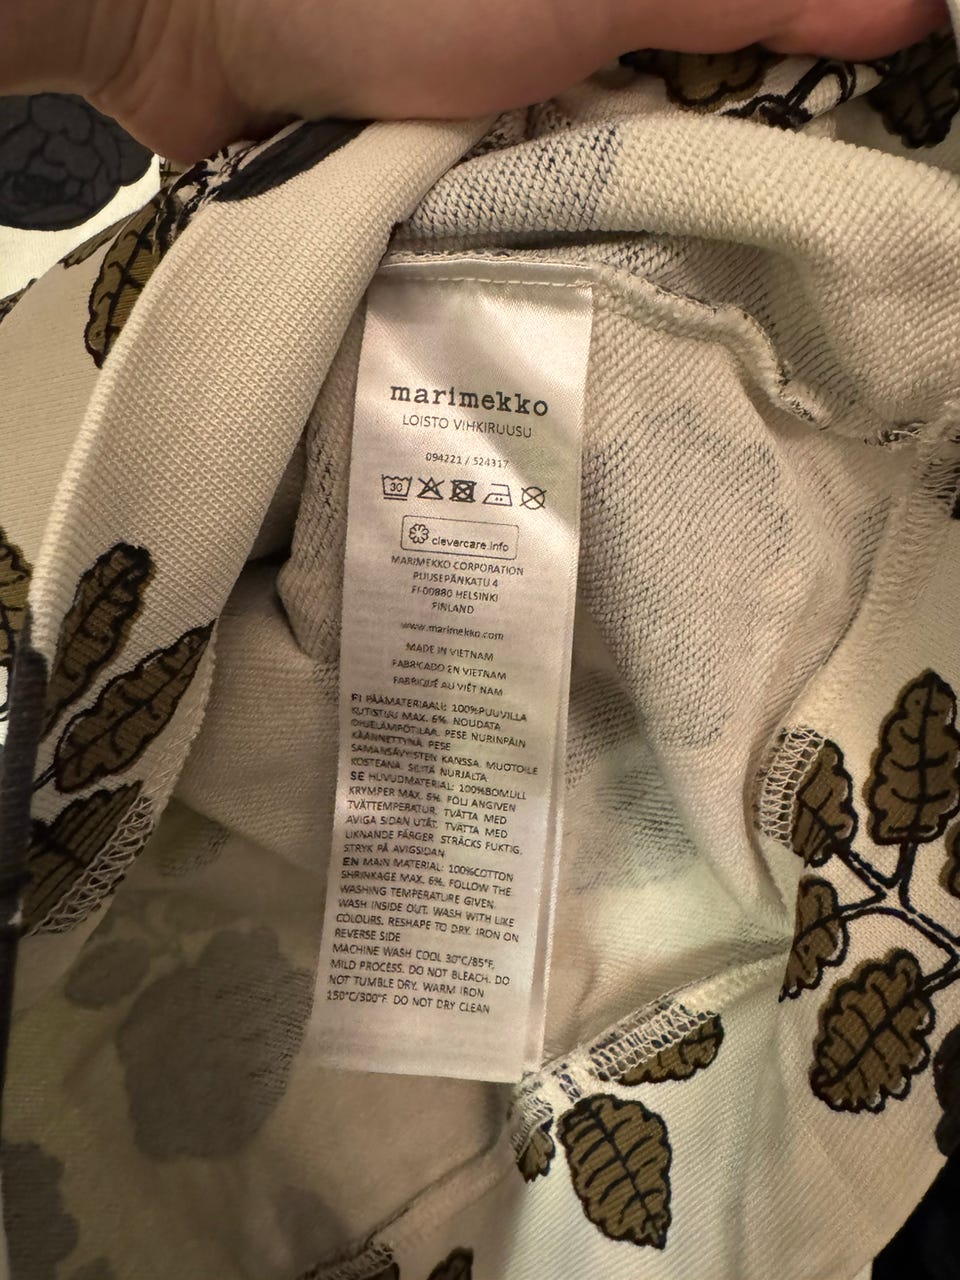 marimekko
LOISTO VIHKIRUUSU
094221 / 524317
30
clevercare.info
MARIMEKKO CORPORATION
PUUSEPÄNKATU 4
FI-00880 HELSINKI
FINLAND
www.marimekko.com
MADE IN VIETNAM
FABRICADO EN VIETNAM
FABRIQUÉ AU VIÊT NAM
FI PÄÄMATERIAALI: 100%PUUVILLA
KUTISTUU MAX. 6%. NOUDATA
OHJELÄMPÖTILAA. PESE NURINPÄIN
KÄÄNNETTYNÄ. PESE
SAMANSÄVYISTEN KANSSA. MUOTOILE
KOSTEANA. SILITÄ NURJALTA
SE HUVUDMATERIAL: 100%BOMULL
KRYMPER MAX. 6%. FÖLJ ANGIVEN
TVÄTTEMPERATUR. TVÄTTA MED
AVIGA SIDAN UTÅT. TVÄTTA MED
LIKNANDE FÄRGER. STRÄCKS FUKTIG.
STRYK PÅ AVIGSIDAN
EN MAIN MATERIAL: 100%COTTON
SHRINKAGE MAX. 6%. FOLLOW THE
WASHING TEMPERATURE GIVEN.
WASH INSIDE OUT. WASH WITH LIKE
COLOURS. RESHAPE TO DRY. IRON ON
REVERSE SIDE
MACHINE WASH COOL 30°C/85°F,
MILD PROCESS. DO NOT BLEACH. DO
NOT TUMBLE DRY. WARM IRON
150°C/300°F. DO NOT DRY CLEAN